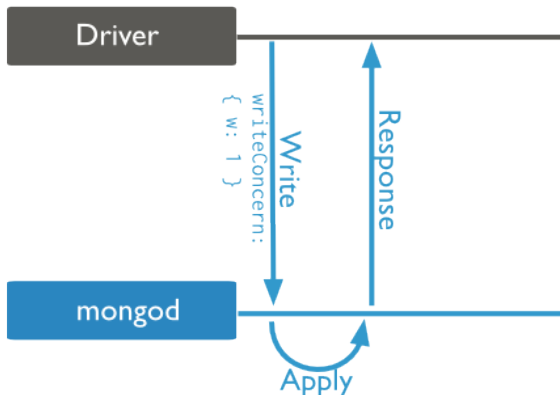 Driver
Write
writeConcern:
{ w: 1 }
Response
mongod
Apply